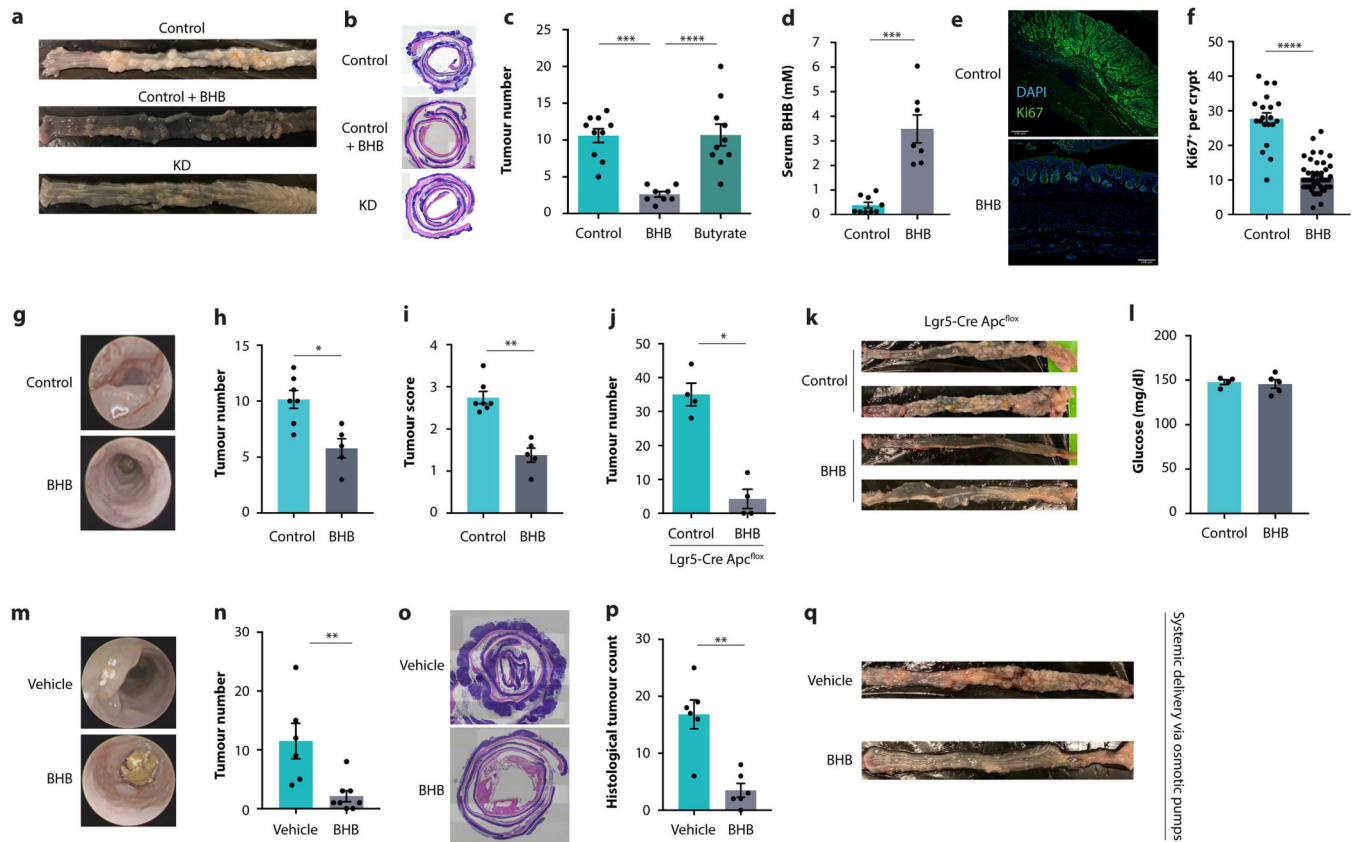 a
Control
Control + BHB
KD
b
Control
Control
+ BHB
KD
c
Tumour number
25
20
15
10
5
0
***
****
Control
BHB
Butyrate
d
Serum BHB (mM)
7
6
5
4
3
2
1
0
***
Control
BHB
e
Control
DAPI
Ki67
BHB
f
Ki67⁺ per crypt
50
40
30
20
10
0
****
Control
BHB
g
Control
BHB
h
Tumour number
15
10
5
0
*
Control
BHB
i
Tumour score
4
3
2
1
0
**
Control
BHB
j
Tumour number
50
40
30
20
10
0
*
Control
BHB
Lgr5-Cre Apcᶠˡᵒˣ
k
Lgr5-Cre Apcᶠˡᵒˣ
Control
BHB
l
Glucose (mg/dl)
200
150
100
50
0
Control
BHB
m
Vehicle
BHB
n
Tumour number
30
20
10
0
**
Vehicle
BHB
o
Vehicle
BHB
p
Histological tumour count
30
20
10
0
**
Vehicle
BHB
q
Vehicle
BHB
Systemic delivery via osmotic pumps